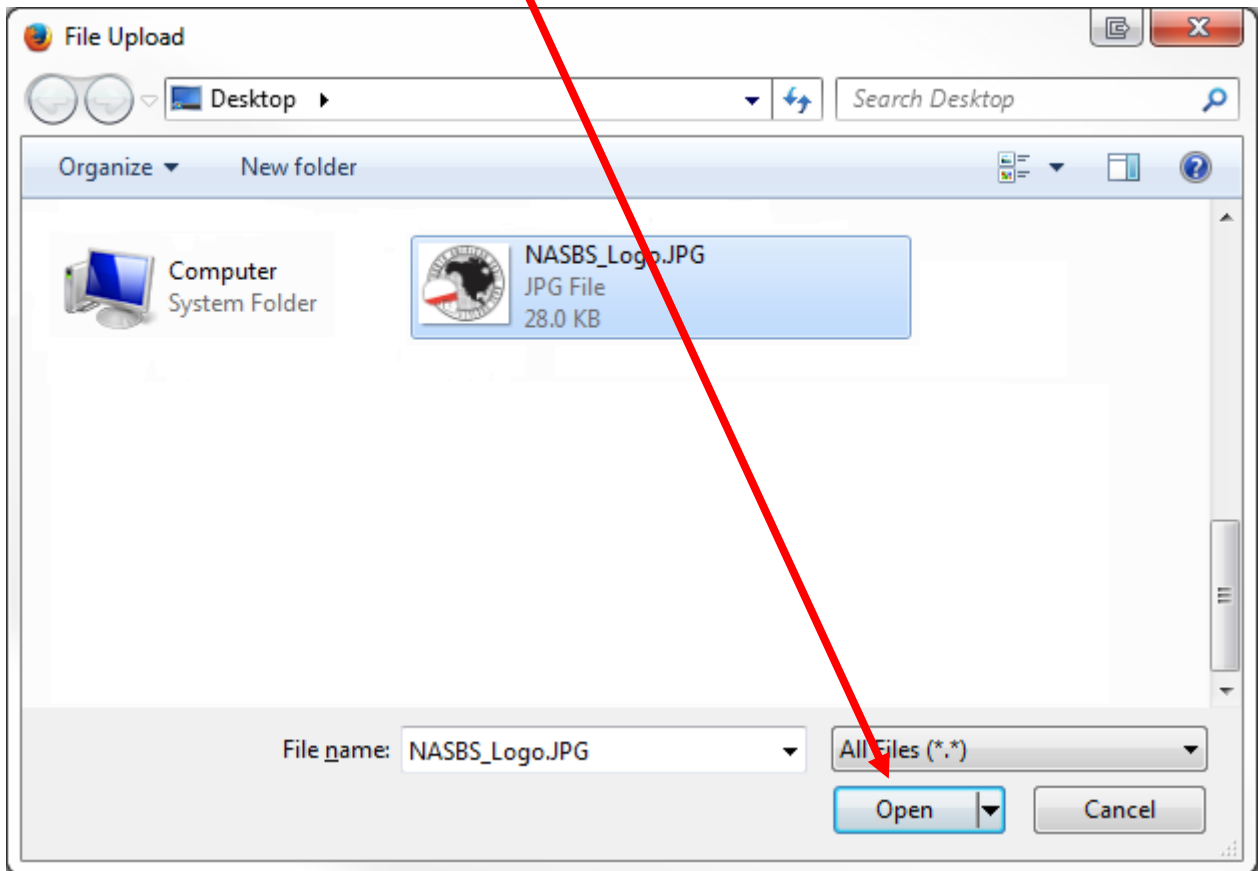 File Upload
Desktop
Search Desktop
Organize
New folder
Computer
System Folder
NASBS_Logo.JPG
JPG File
28.0 KB
File name:
NASBS_Logo.JPG
All Files (*.*)
Open
Cancel